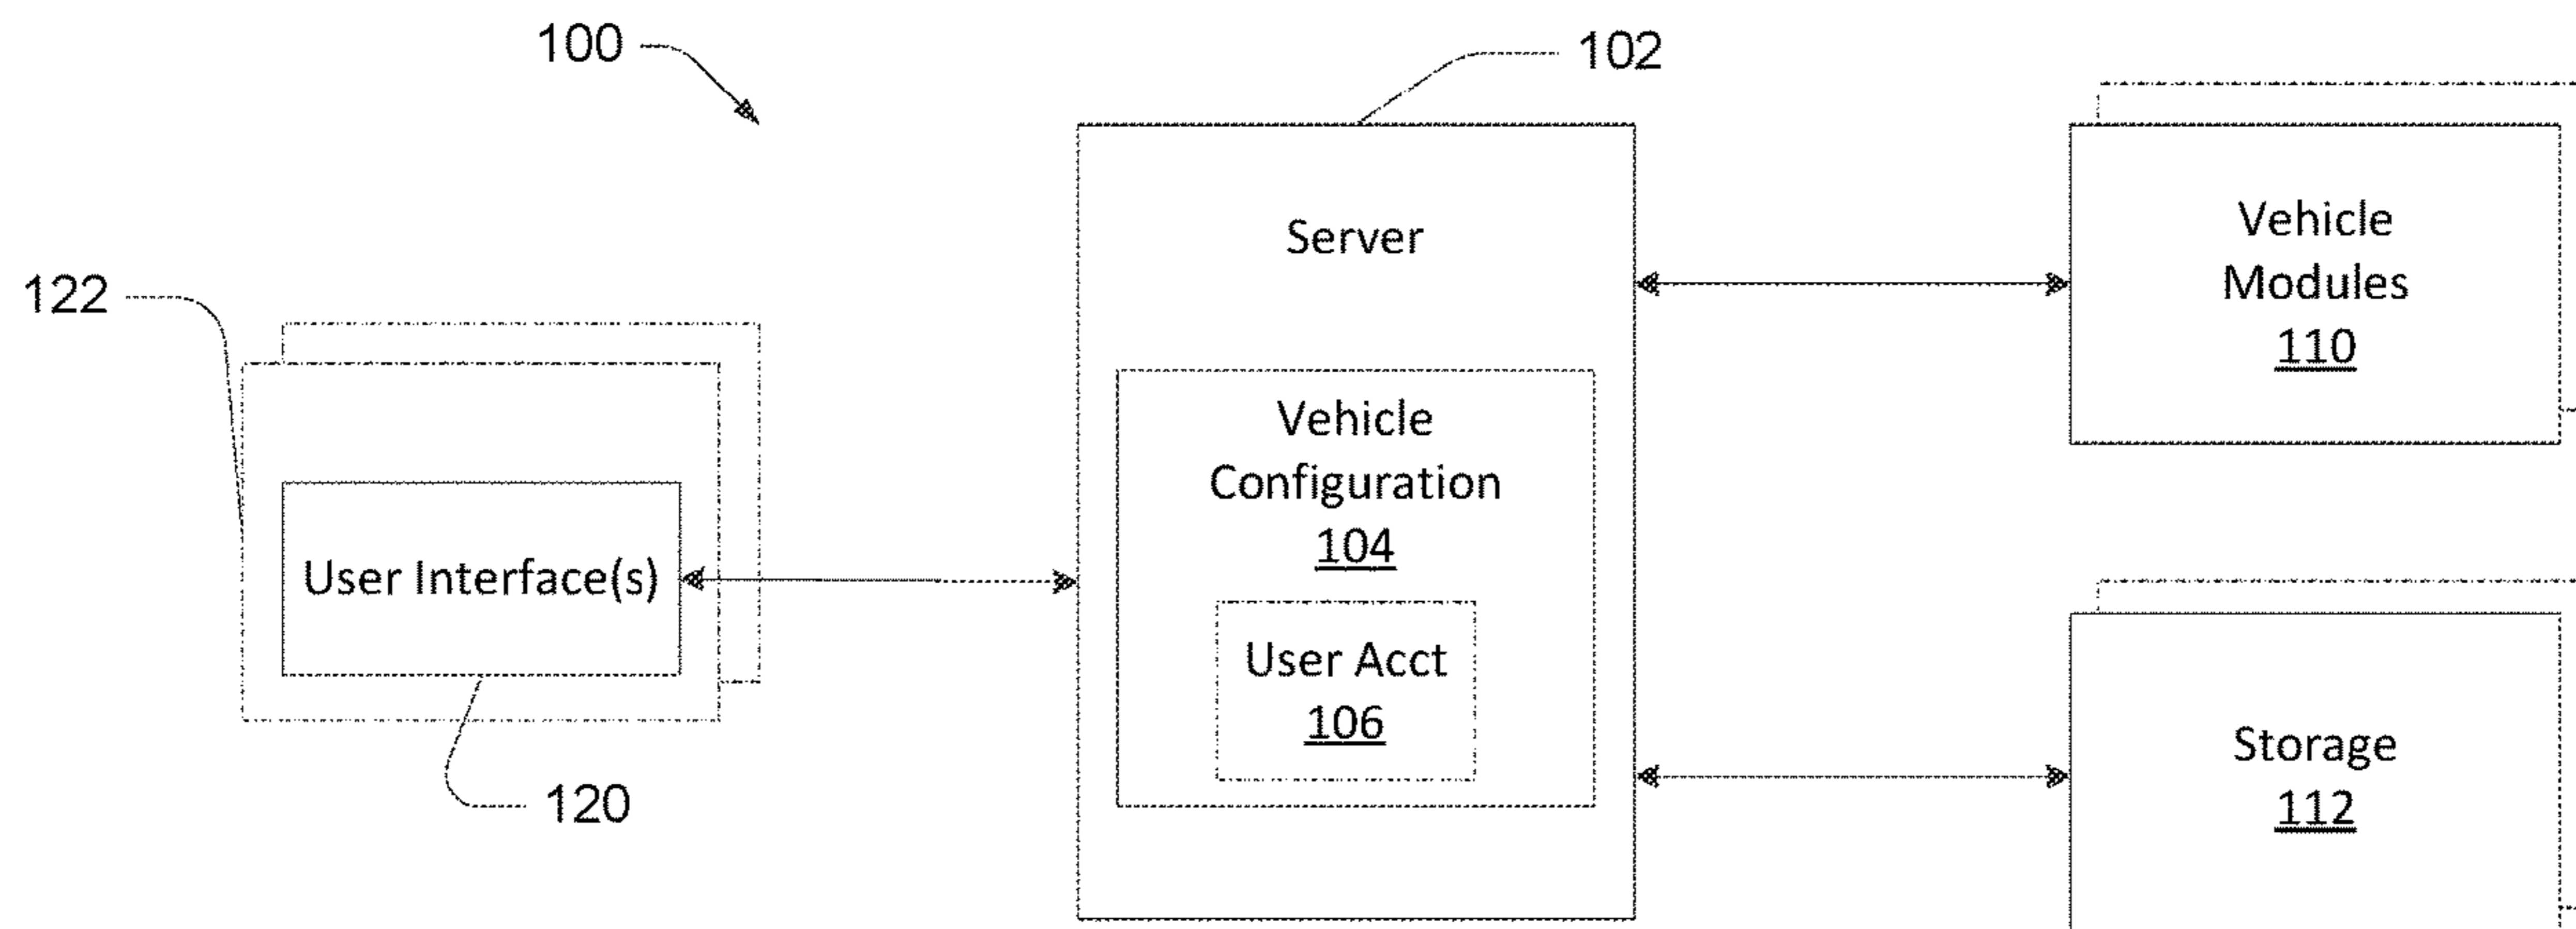 100
102
122
Server
Vehicle
Modules
110
Vehicle
Configuration
104
User Interface(s)
User Acct
106
120
Storage
112